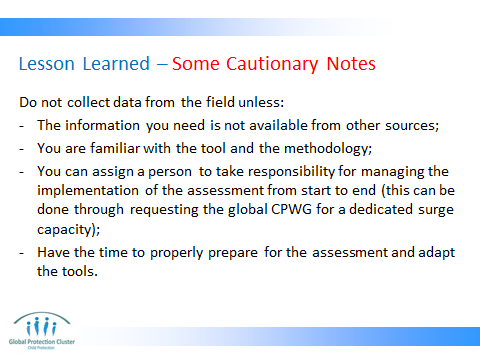 Lesson Learned – Some Cautionary Notes
Do not collect data from the field unless:
- The information you need is not available from other sources;
- You are familiar with the tool and the methodology;
- You can assign a person to take responsibility for managing the
implementation of the assessment from start to end (this can be
done through requesting the global CPWG for a dedicated surge
capacity);
- Have the time to properly prepare for the assessment and adapt
the tools.
Global Protection Cluster
Child Protection